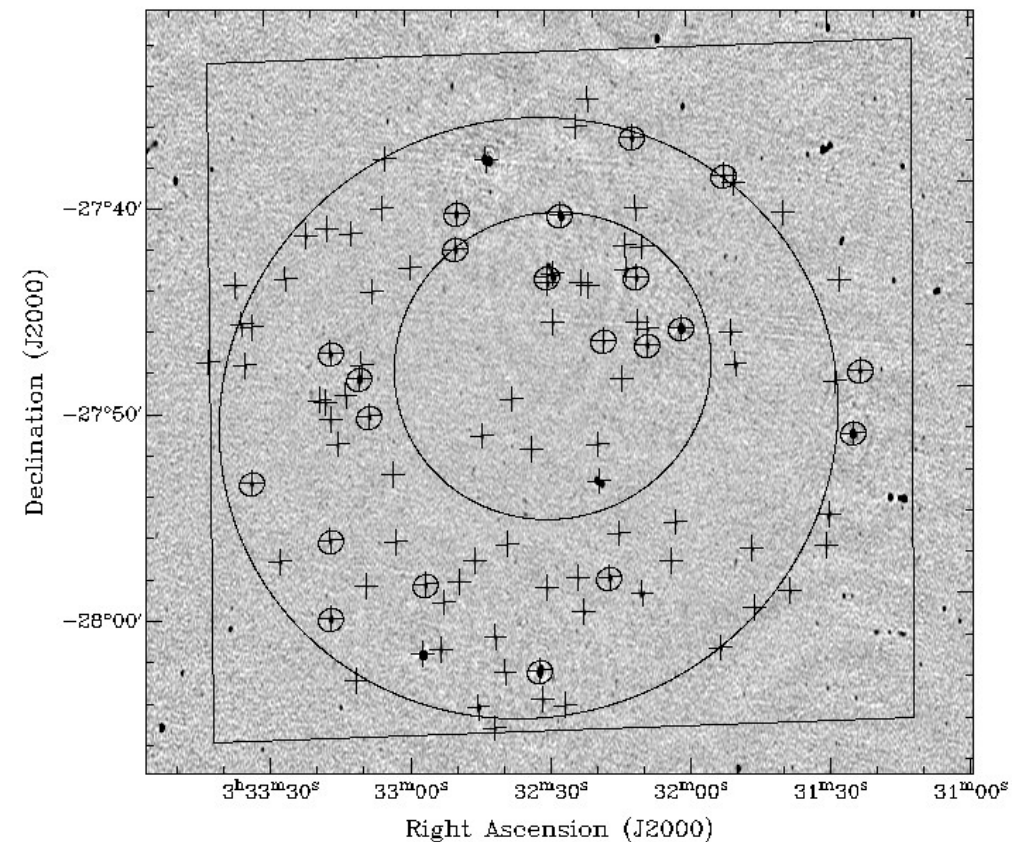 Declination (J2000)
−27°40′
−27°50′
−28°00′
3ʰ33ᵐ30ˢ 33ᵐ00ˢ 32ᵐ30ˢ 32ᵐ00ˢ 31ᵐ30ˢ 31ᵐ00ˢ
Right Ascension (J2000)